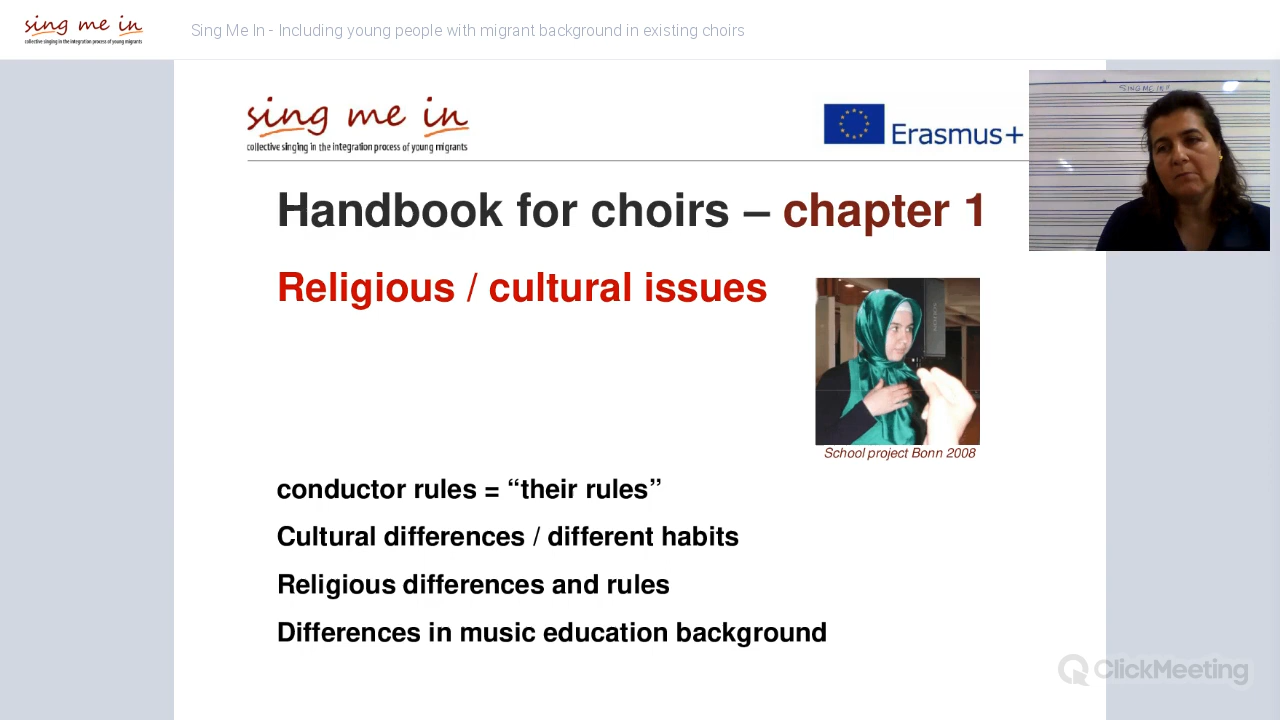 sing me in
collective singing in the integration process of young migrants
Sing Me In - Including young people with migrant background in existing choirs
SING ME IN
sing me in
collective singing in the integration process of young migrants
Erasmus+
Handbook for choirs – chapter 1
Religious / cultural issues
School project Bonn 2008
conductor rules = “their rules”
Cultural differences / different habits
Religious differences and rules
Differences in music education background
ClickMeeting